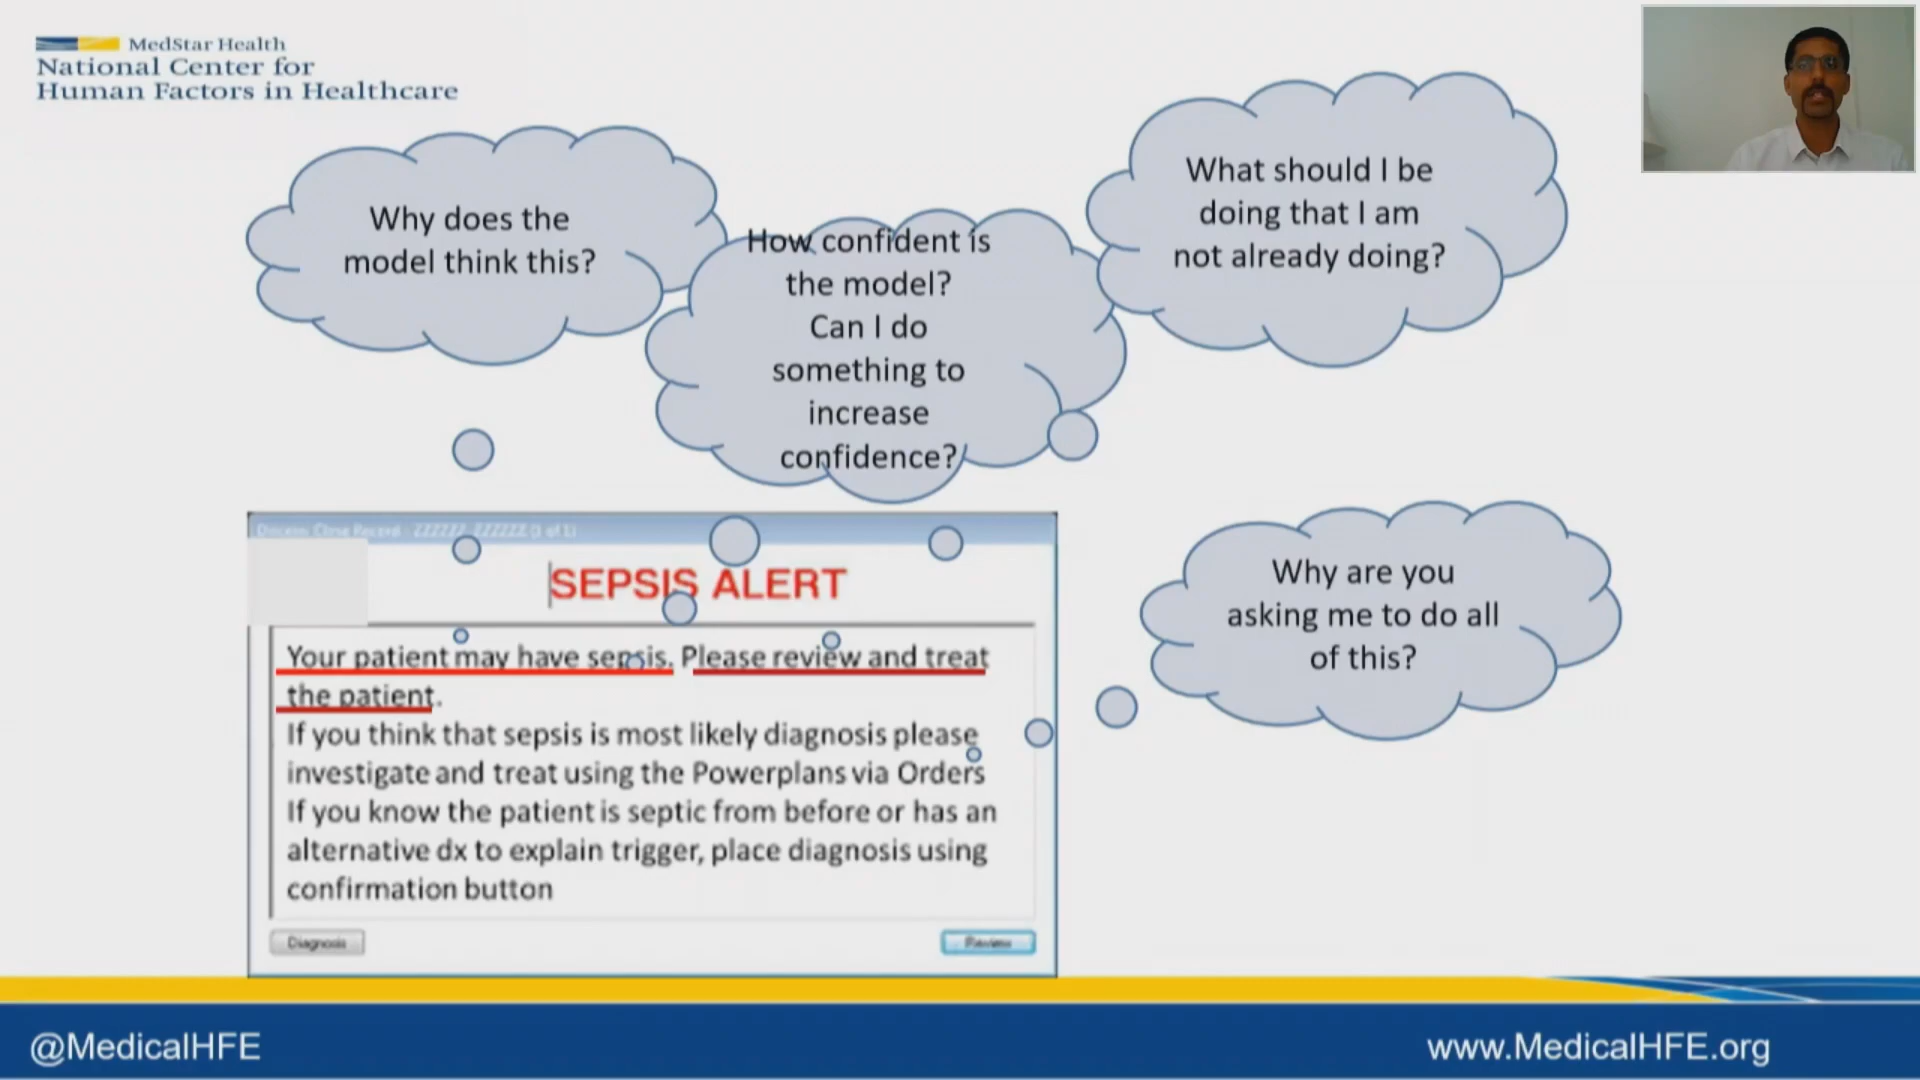 MedStar Health
National Center for
Human Factors in Healthcare
Why does the
model think this?
How confident is
the model?
Can I do
something to
increase
confidence?
What should I be
doing that I am
not already doing?
Why are you
asking me to do all
of this?
SEPSIS ALERT
Your patient may have sepsis. Please review and treat
the patient.
If you think that sepsis is most likely diagnosis please
investigate and treat using the Powerplans via Orders
If you know the patient is septic from before or has an
alternative dx to explain trigger, place diagnosis using
confirmation button
Diagnosis
Review
@MedicalHFE
www.MedicalHFE.org